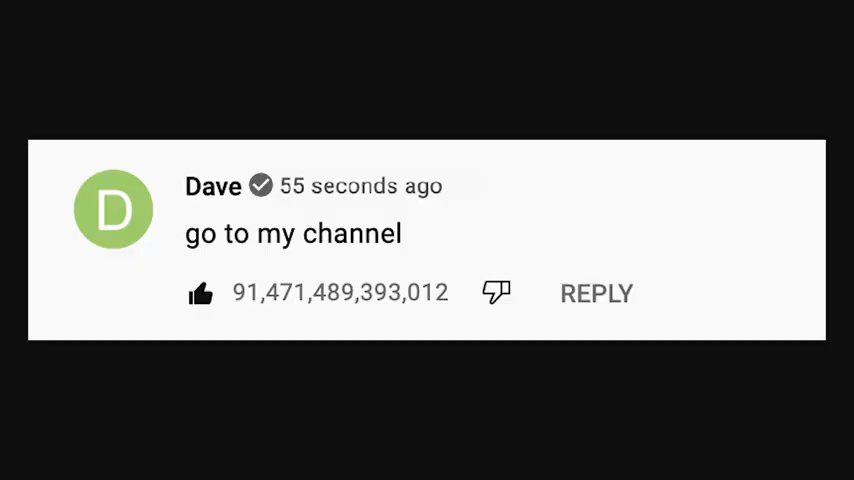 D
Dave 55 seconds ago
go to my channel
91,471,489,393,012 REPLY